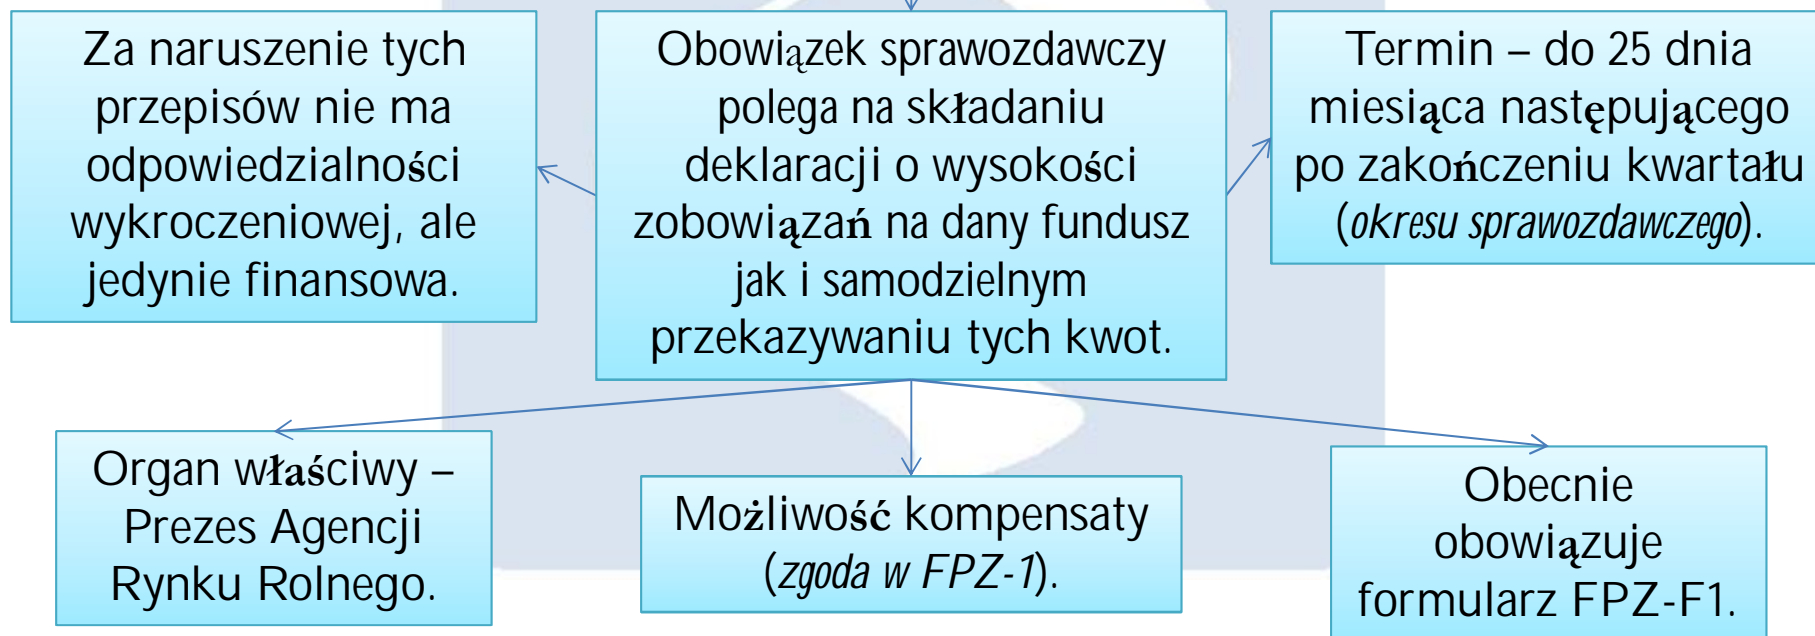 Za naruszenie tych
przepisów nie ma
odpowiedzialności
wykroczeniowej, ale
jedynie finansowa.
Obowiązek sprawozdawczy
polega na składaniu
deklaracji o wysokości
zobowiązań na dany fundusz
jak i samodzielnym
przekazywaniu tych kwot.
Termin – do 25 dnia
miesiąca następującego
po zakończeniu kwartału
(okresu sprawozdawczego).
Organ właściwy –
Prezes Agencji
Rynku Rolnego.
Możliwość kompensaty
(zgoda w FPZ-1).
Obecnie
obowiązuje
formularz FPZ-F1.